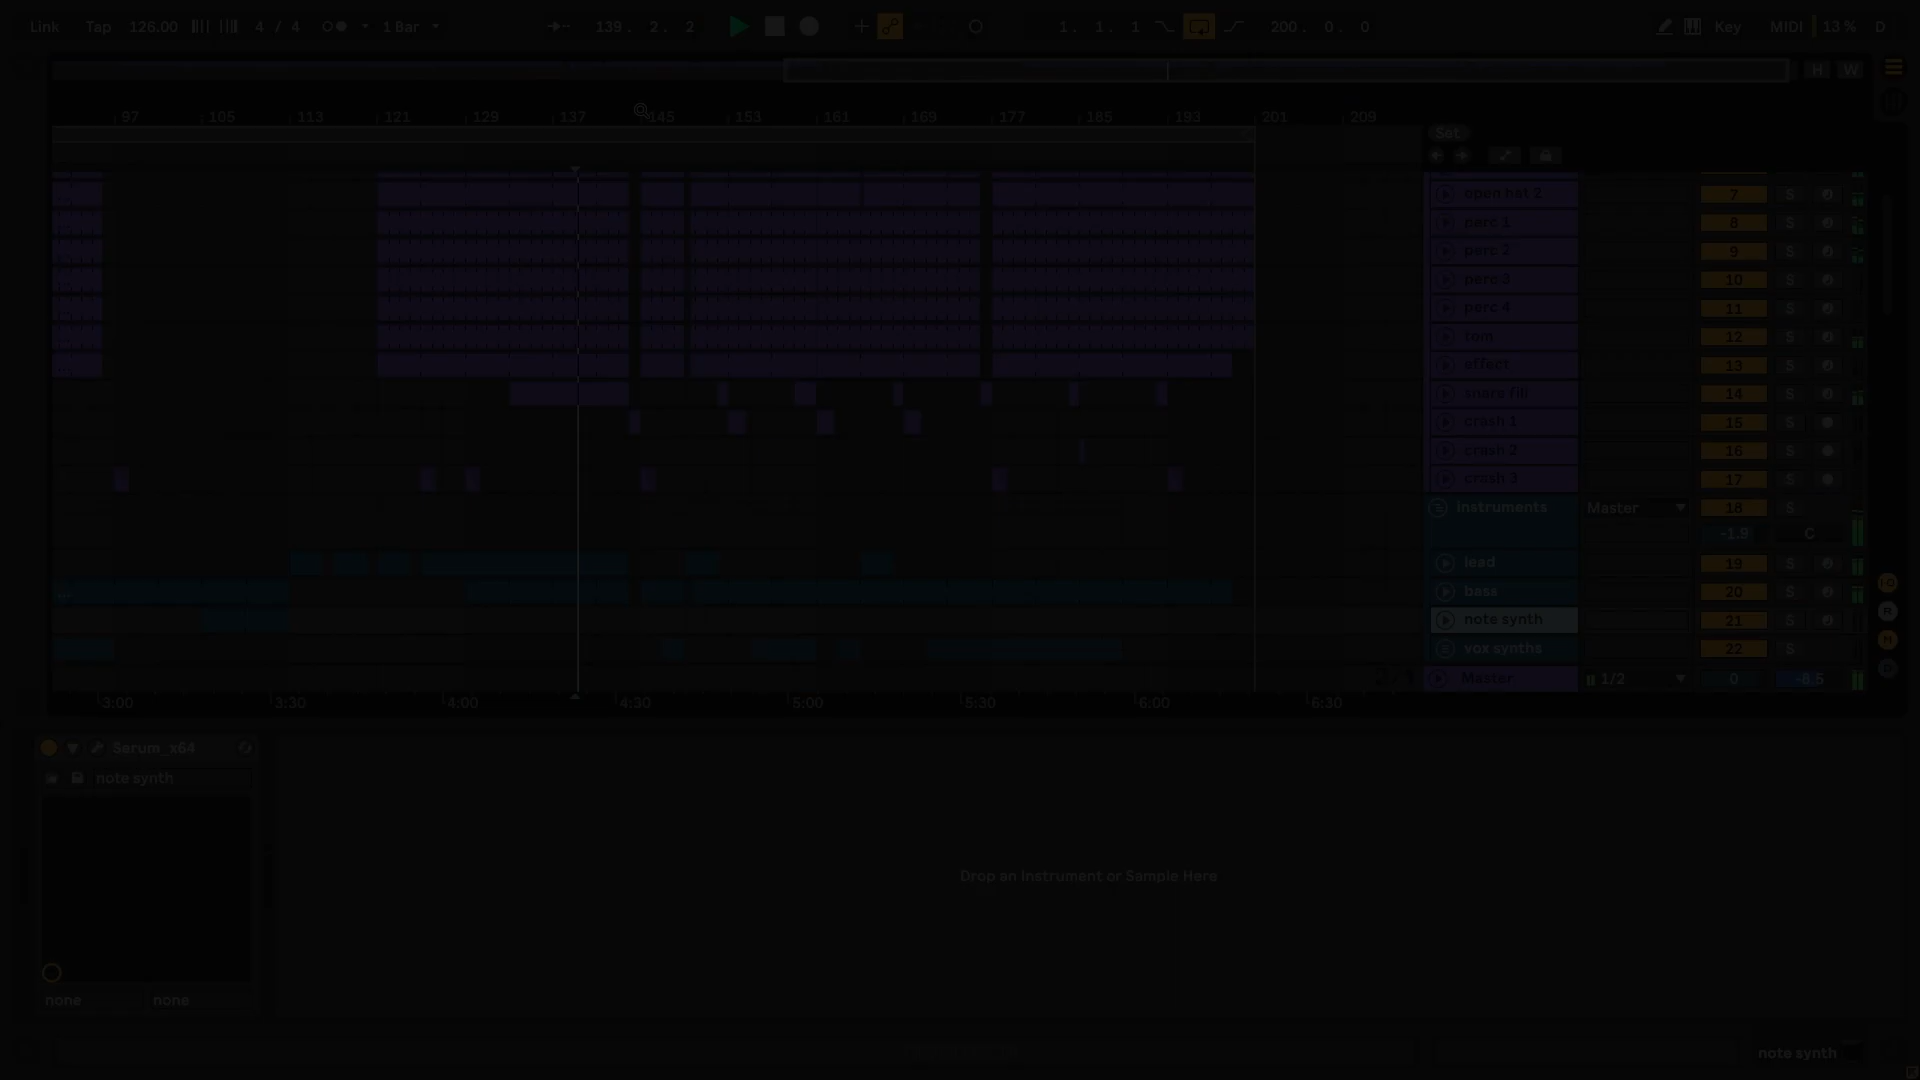 Link Tap 126.00 4 / 4 1 Bar 139. 2. 2 1. 1. 1 200. 0. 0 Key MIDI 13 % D
H W
97 105 113 121 129 137 145 153 161 169 177 185 193 201 209
Set
open hat 2 7 S
perc 1 8 S
perc 2 9 S
perc 3 10 S
perc 4 11 S
tom 12 S
effect 13 S
snare fill 14 S
crash 1 15 S
crash 2 16 S
crash 3 17 S
Instruments Master 18 S
-1.9 C
lead 19 S
bass 20 S
note synth 21 S
vox synths 22 S
2/1 Master 1/2 0 -6.5
3:00 3:30 4:00 4:30 5:00 5:30 6:00 6:30
Serum_x64
note synth
Drop an Instrument or Sample Here
none none
note synth